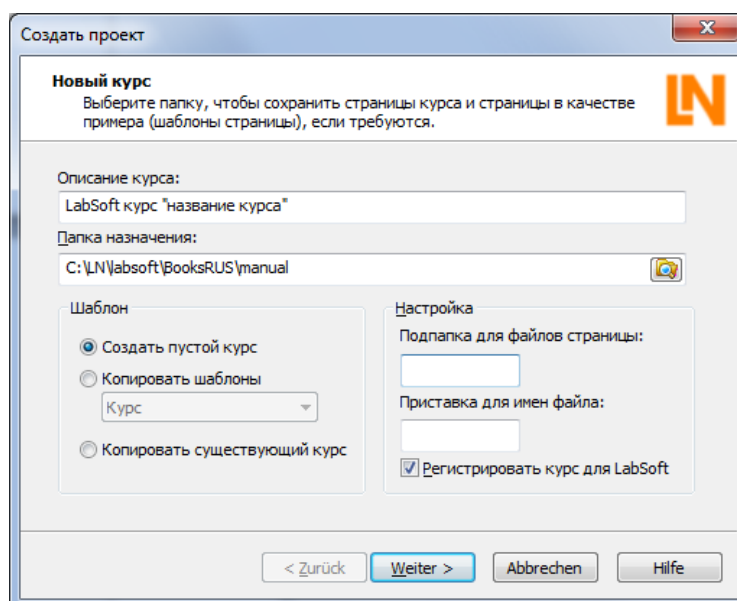 Создать проект
Новый курс
Выберите папку, чтобы сохранить страницы курса и страницы в качестве
примера (шаблоны страницы), если требуются.
LN
Описание курса:
LabSoft курс "название курса"
Папка назначения:
C:\LN\labsoft\BooksRUS\manual
Шаблон
Создать пустой курс
Копировать шаблоны
Курс
Копировать существующий курс
Настройка
Подпапка для файлов страницы:
Приставка для имен файла:
Регистрировать курс для LabSoft
< Zurück
Weiter >
Abbrechen
Hilfe